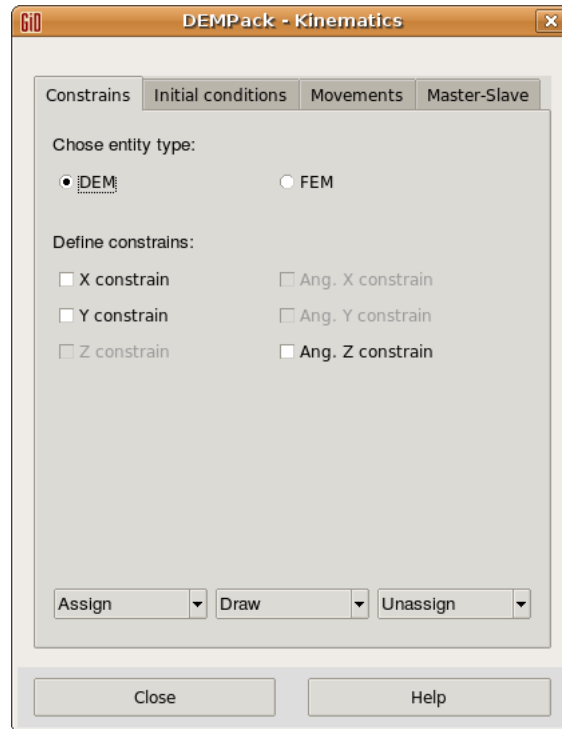 GiD DEMPack - Kinematics
Constrains Initial conditions Movements Master-Slave
Chose entity type:
DEM FEM
Define constrains:
X constrain Ang. X constrain
Y constrain Ang. Y constrain
Z constrain Ang. Z constrain
Assign Draw Unassign
Close Help